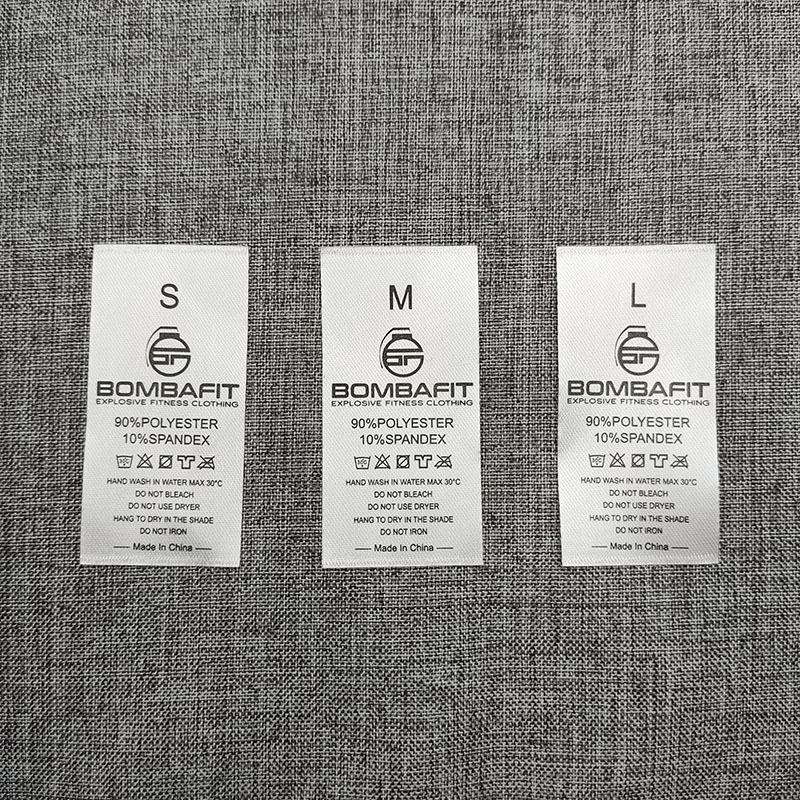 S
BF
BOMBAFIT
EXPLOSIVE FITNESS CLOTHING
90%POLYESTER
10%SPANDEX
HAND WASH IN WATER MAX 30°C
DO NOT BLEACH
DO NOT USE DRYER
HANG TO DRY IN THE SHADE
DO NOT IRON
Made In China
M
BF
BOMBAFIT
EXPLOSIVE FITNESS CLOTHING
90%POLYESTER
10%SPANDEX
HAND WASH IN WATER MAX 30°C
DO NOT BLEACH
DO NOT USE DRYER
HANG TO DRY IN THE SHADE
DO NOT IRON
Made In China
L
BF
BOMBAFIT
EXPLOSIVE FITNESS CLOTHING
90%POLYESTER
10%SPANDEX
HAND WASH IN WATER MAX 30°C
DO NOT BLEACH
DO NOT USE DRYER
HANG TO DRY IN THE SHADE
DO NOT IRON
Made In China